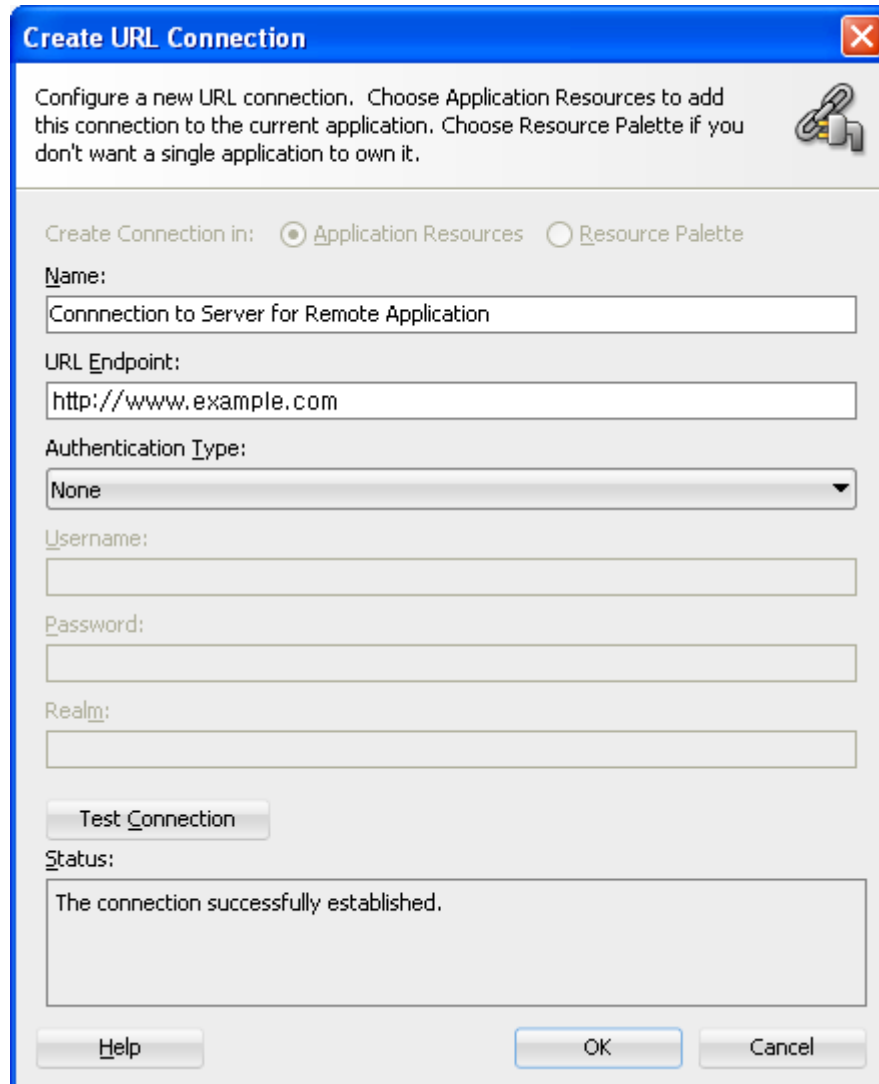 Create URL Connection
Configure a new URL connection. Choose Application Resources to add
this connection to the current application. Choose Resource Palette if you
don't want a single application to own it.
Create Connection in: Application Resources Resource Palette
Name:
Connnection to Server for Remote Application
URL Endpoint:
http://www.example.com
Authentication Type:
None
Username:
Password:
Realm:
Test Connection
Status:
The connection successfully established.
Help OK Cancel